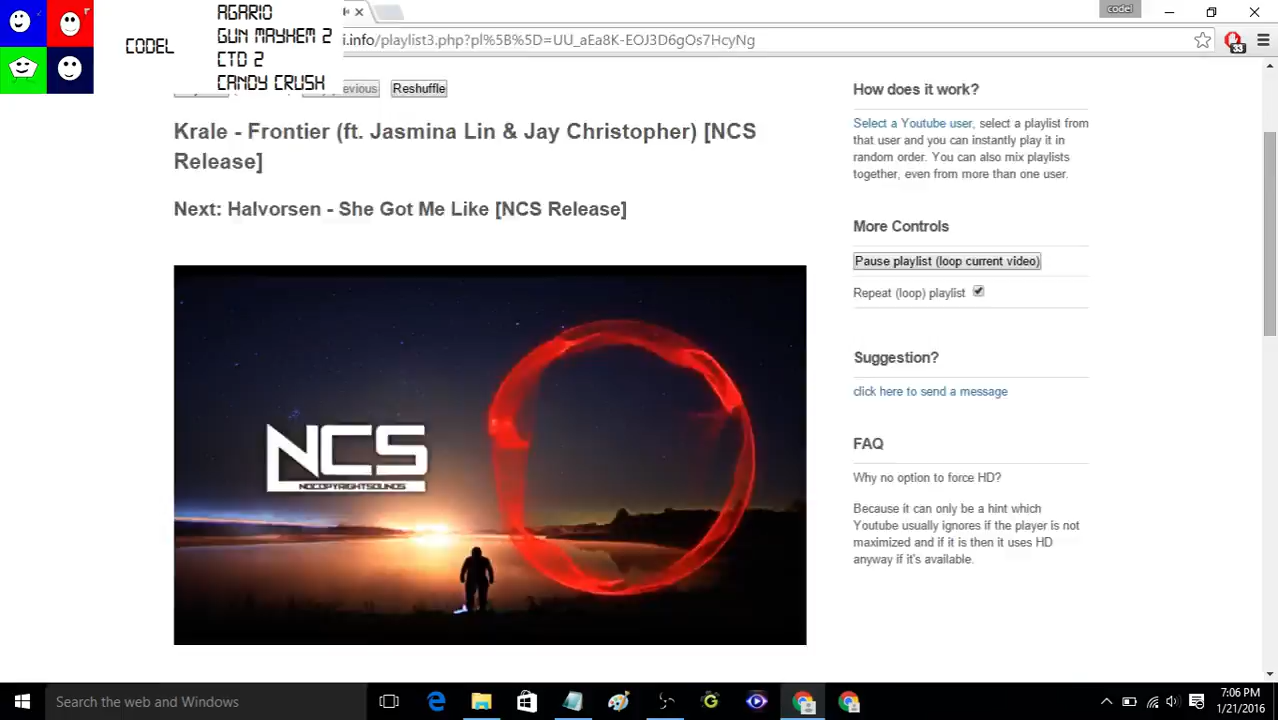 AGARIO
GUN MAYHEM 2
CODEL
CTD 2
CANDY CRUSH
codel
i.info/playlist3.php?pl%5B%5D=UU_aEa8K-EOJ3D6gOs7HcyNg
33
evious
Reshuffle
Krale - Frontier (ft. Jasmina Lin & Jay Christopher) [NCS
Release]
Next: Halvorsen - She Got Me Like [NCS Release]
NCS
NOCOPYRIGHTSOUNDS
How does it work?
Select a Youtube user, select a playlist from
that user and you can instantly play it in
random order. You can also mix playlists
together, even from more than one user.
More Controls
Pause playlist (loop current video)
Repeat (loop) playlist
Suggestion?
click here to send a message
FAQ
Why no option to force HD?
Because it can only be a hint which
Youtube usually ignores if the player is not
maximized and if it is then it uses HD
anyway if it's available.
Search the web and Windows
7:06 PM
1/21/2016